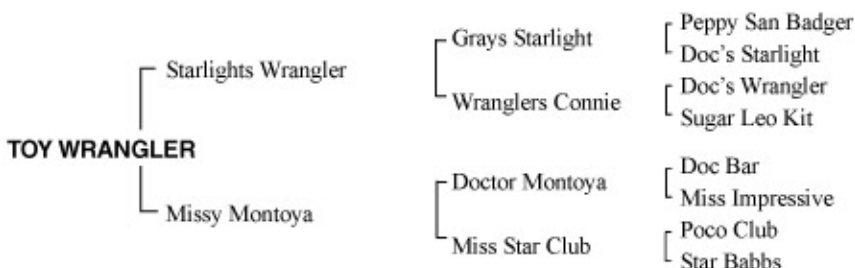 Peppy San Badger
Grays Starlight
Doc's Starlight
Starlights Wrangler
Doc's Wrangler
Wranglers Connie
Sugar Leo Kit
TOY WRANGLER
Doc Bar
Doctor Montoya
Miss Impressive
Missy Montoya
Poco Club
Miss Star Club
Star Babbs